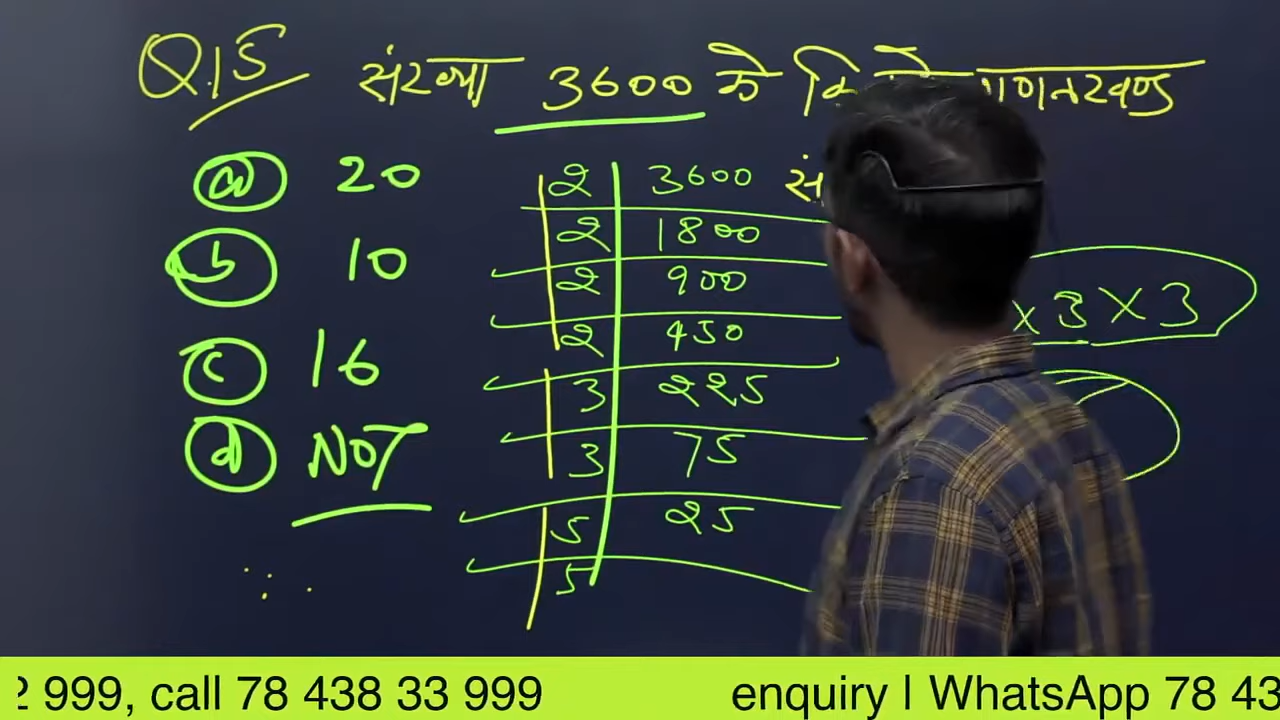 Q.15 संख्या 3600 के गुणनखण्ड
(a) 20
(b) 10
(c) 16
(d) NOT
2 3600
2 1800
2 900
2 450
3 225
3 75
5 25
5
× 3 × 3
2 999, call 78 438 33 999 enquiry | WhatsApp 78 43